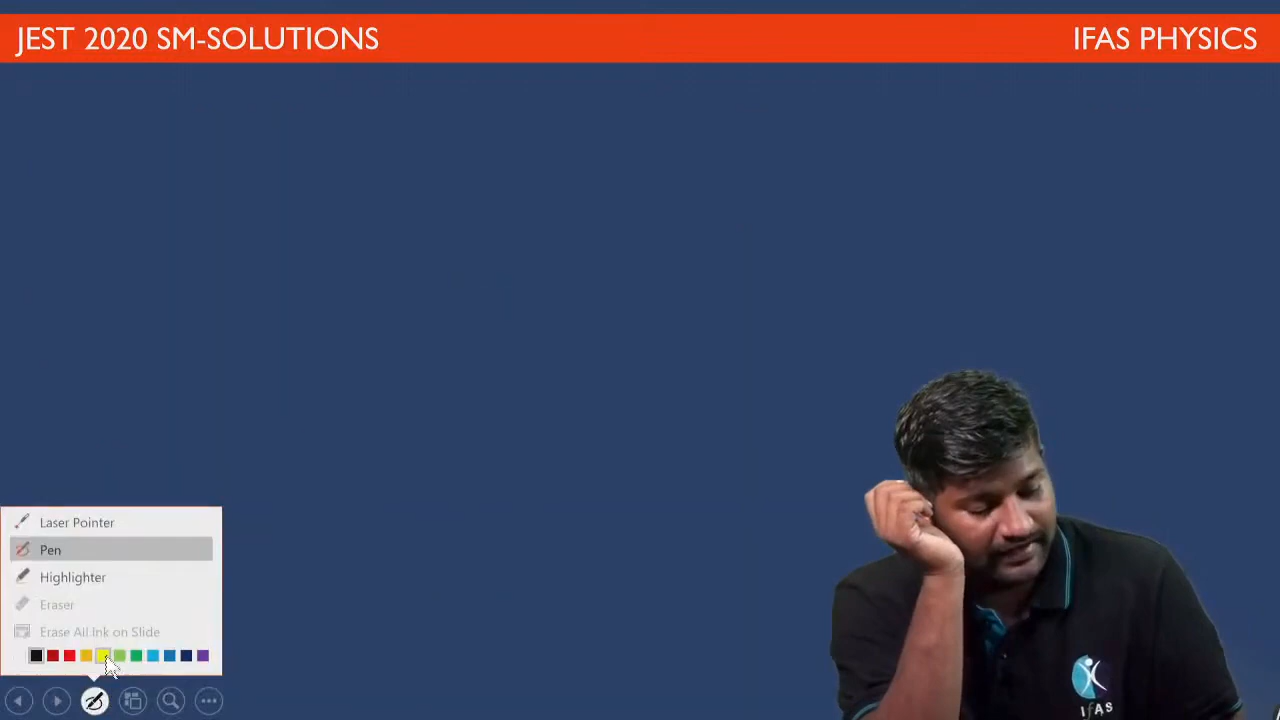 JEST 2020 SM-SOLUTIONS
IFAS PHYSICS
Laser Pointer
Pen
Highlighter
Eraser
Erase All Ink on Slide
IfAS